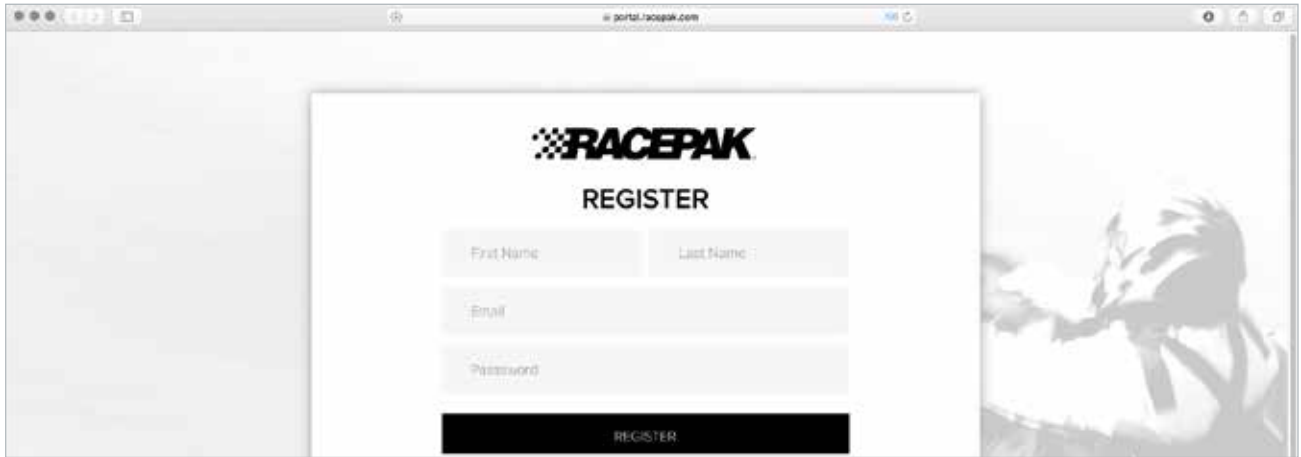 portal.racepak.com
RACEPAK
REGISTER
First Name
Last Name
Email
Password
REGISTER